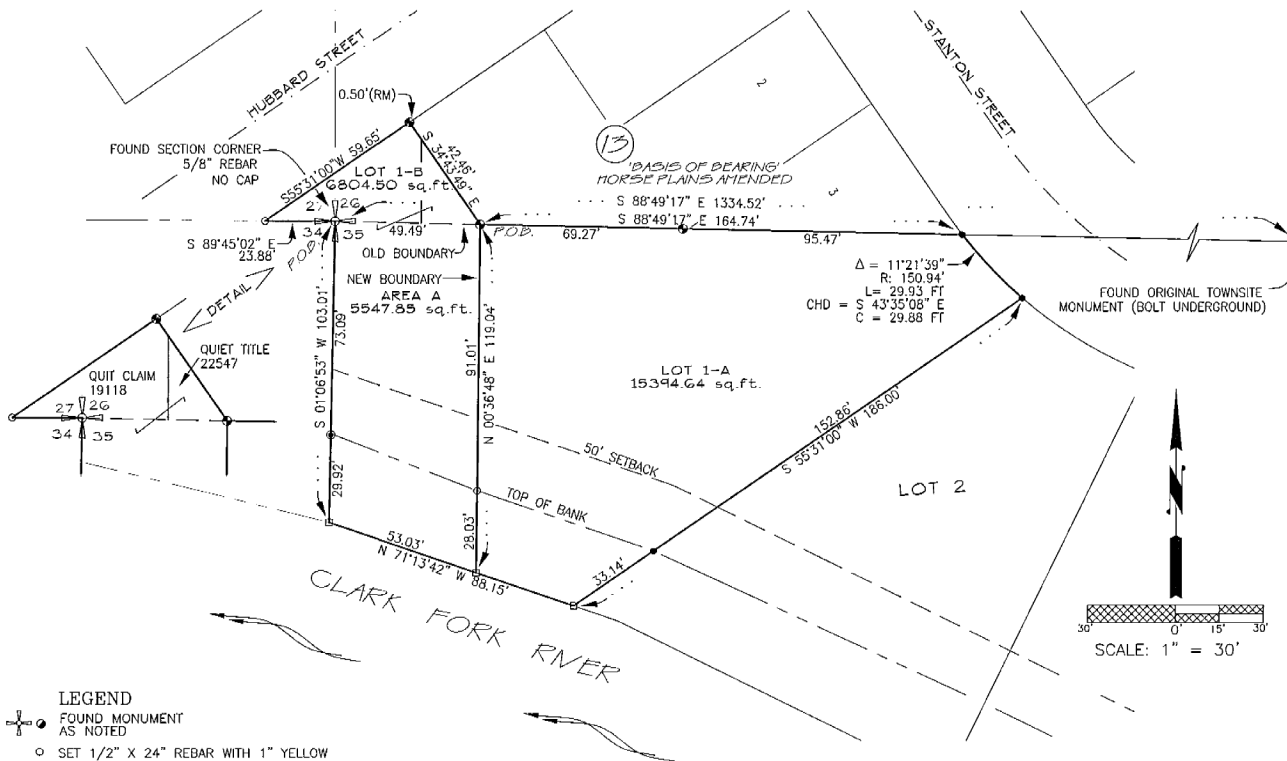 HUBBARD STREET
STANTON STREET
0.50'(RM)
FOUND SECTION CORNER
5/8" REBAR
NO CAP
S55°31'00"W 59.65'
LOT 1-B
6804.50 sq.ft.
42.46'
S 34°43'49" E
13
2
3
'BASIS OF BEARING'
MORSE PLANS AMENDED
S 88°49'17" E 1334.52'
S 88°49'17" E 164.74'
27 26
34 35
49.49'
P.O.B.
69.27'
95.47'
S 89°45'02" E
23.88'
P.O.B.
OLD BOUNDARY
NEW BOUNDARY
AREA A
5547.85 sq.ft.
DETAIL
Δ = 11°21'39"
R: 150.94'
L= 29.93 FT
CHD = S 43°35'08" E
C = 29.88 FT
FOUND ORIGINAL TOWNSITE
MONUMENT (BOLT UNDERGROUND)
S 01°06'53" W 103.01'
73.09'
91.01'
N 00°36'48" E 119.04'
QUIET TITLE
22547
QUIT CLAIM
19118
27 26
34 35
LOT 1-A
15394.64 sq.ft.
152.86'
S 55°31'00" W 186.00'
50' SETBACK
TOP OF BANK
LOT 2
29.92
28.03'
53.03'
N 71°13'42" W 88.15'
33.14'
CLARK FORK RIVER
N
30' 0' 15' 30'
SCALE: 1" = 30'
LEGEND
FOUND MONUMENT
AS NOTED
SET 1/2" X 24" REBAR WITH 1" YELLOW